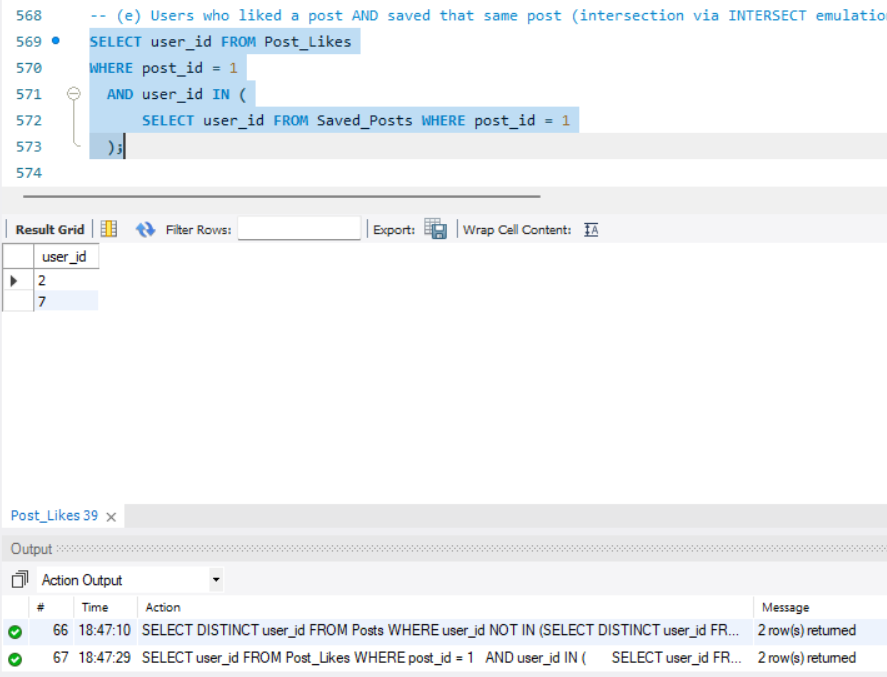 568 -- (e) Users who liked a post AND saved that same post (intersection via INTERSECT emulatio
569 SELECT user_id FROM Post_Likes
570 WHERE post_id = 1
571 AND user_id IN (
572 SELECT user_id FROM Saved_Posts WHERE post_id = 1
573 );
574
Result Grid Filter Rows: Export: Wrap Cell Content: IA
user_id
2
7
Post_Likes 39 ×
Output
Action Output
# Time Action Message
66 18:47:10 SELECT DISTINCT user_id FROM Posts WHERE user_id NOT IN (SELECT DISTINCT user_id FR... 2 row(s) returned
67 18:47:29 SELECT user_id FROM Post_Likes WHERE post_id = 1 AND user_id IN ( SELECT user_id FR... 2 row(s) returned